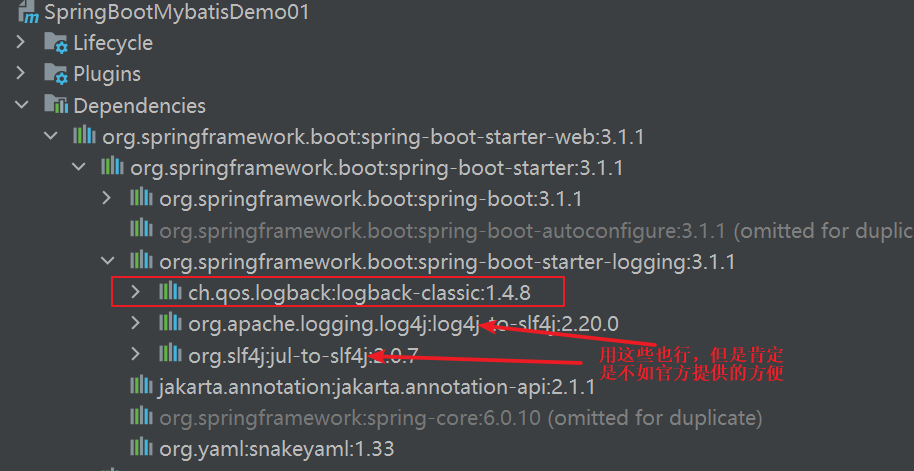 SpringBootMybatisDemo01
Lifecycle
Plugins
Dependencies
org.springframework.boot:spring-boot-starter-web:3.1.1
org.springframework.boot:spring-boot-starter:3.1.1
org.springframework.boot:spring-boot:3.1.1
org.springframework.boot:spring-boot-autoconfigure:3.1.1 (omitted for duplic
org.springframework.boot:spring-boot-starter-logging:3.1.1
ch.qos.logback:logback-classic:1.4.8
org.apache.logging.log4j:log4j-to-slf4j:2.20.0
org.slf4j:jul-to-slf4j:2.0.7
用这些也行，但是肯定
是不如官方提供的方便
jakarta.annotation:jakarta.annotation-api:2.1.1
org.springframework:spring-core:6.0.10 (omitted for duplicate)
org.yaml:snakeyaml:1.33